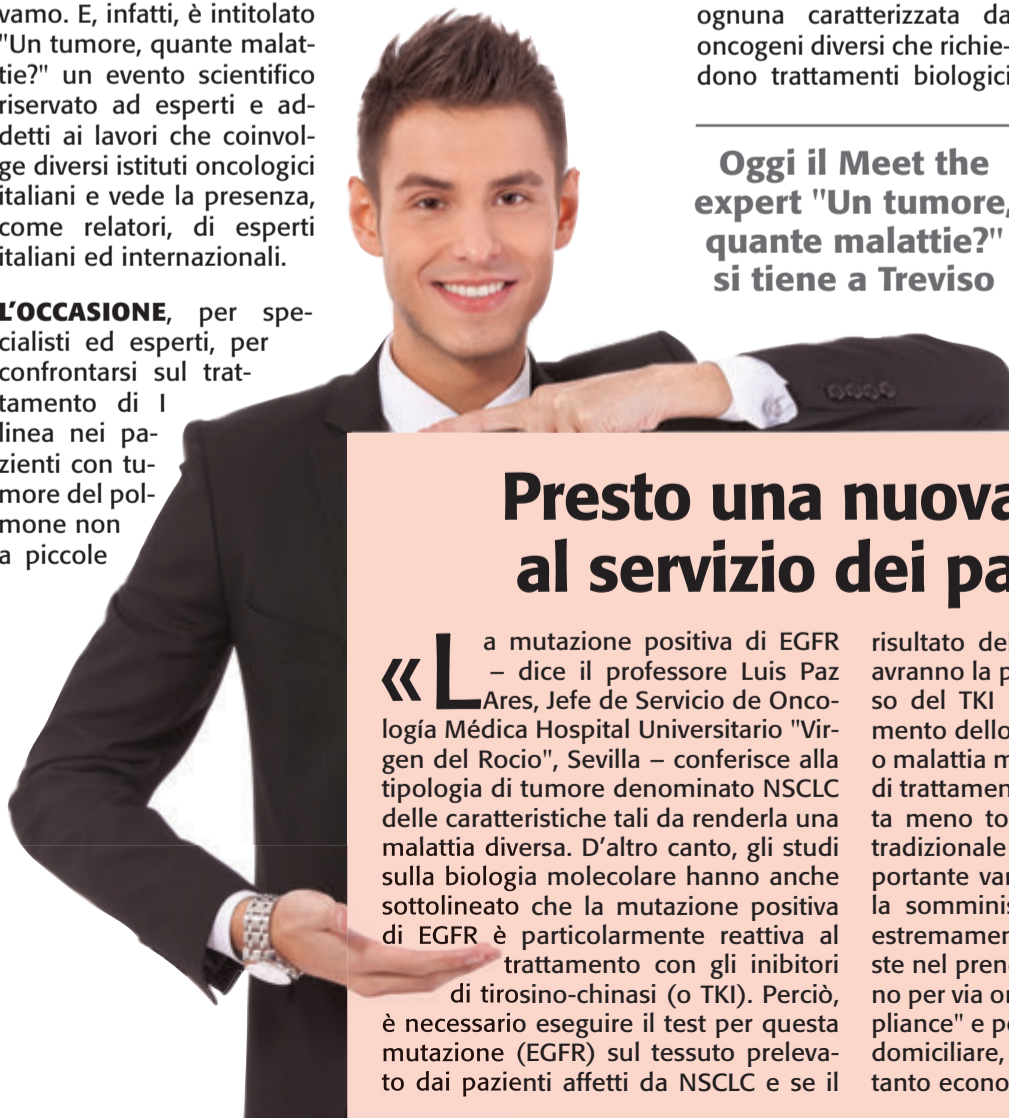 vamo. E, infatti, è intitolato
"Un tumore, quante malat-
tie?" un evento scientifico
riservato ad esperti e ad-
detti ai lavori che coinvol-
ge diversi istituti oncologici
italiani e vede la presenza,
come relatori, di esperti
italiani ed internazionali.
L'OCCASIONE, per spe-
cialisti ed esperti, per
confrontarsi sul trat-
tamento di I
linea nei pa-
zienti con tu-
more del pol-
mone non
a piccole
ognuna caratterizzata da
oncogeni diversi che richie-
dono trattamenti biologici
Oggi il Meet the
expert "Un tumore,
quante malattie?"
si tiene a Treviso
Presto una nuova
al servizio dei pa
«La mutazione positiva di EGFR
– dice il professore Luis Paz
Ares, Jefe de Servicio de Onco-
logía Médica Hospital Universitario "Vir-
gen del Rocio", Sevilla – conferisce alla
tipologia di tumore denominato NSCLC
delle caratteristiche tali da renderla una
malattia diversa. D'altro canto, gli studi
sulla biologia molecolare hanno anche
sottolineato che la mutazione positiva
di EGFR è particolarmente reattiva al
trattamento con gli inibitori
di tirosino-chinasi (o TKI). Perciò,
è necessario eseguire il test per questa
mutazione (EGFR) sul tessuto preleva-
to dai pazienti affetti da NSCLC e se il
risultato de
avranno la p
so del TKI
mento dello
o malattia m
di trattamen
ta meno to
tradizionale
portante van
la somminis
estremamen
ste nel pren
no per via or
pliance" e pe
domiciliare,
tanto econo